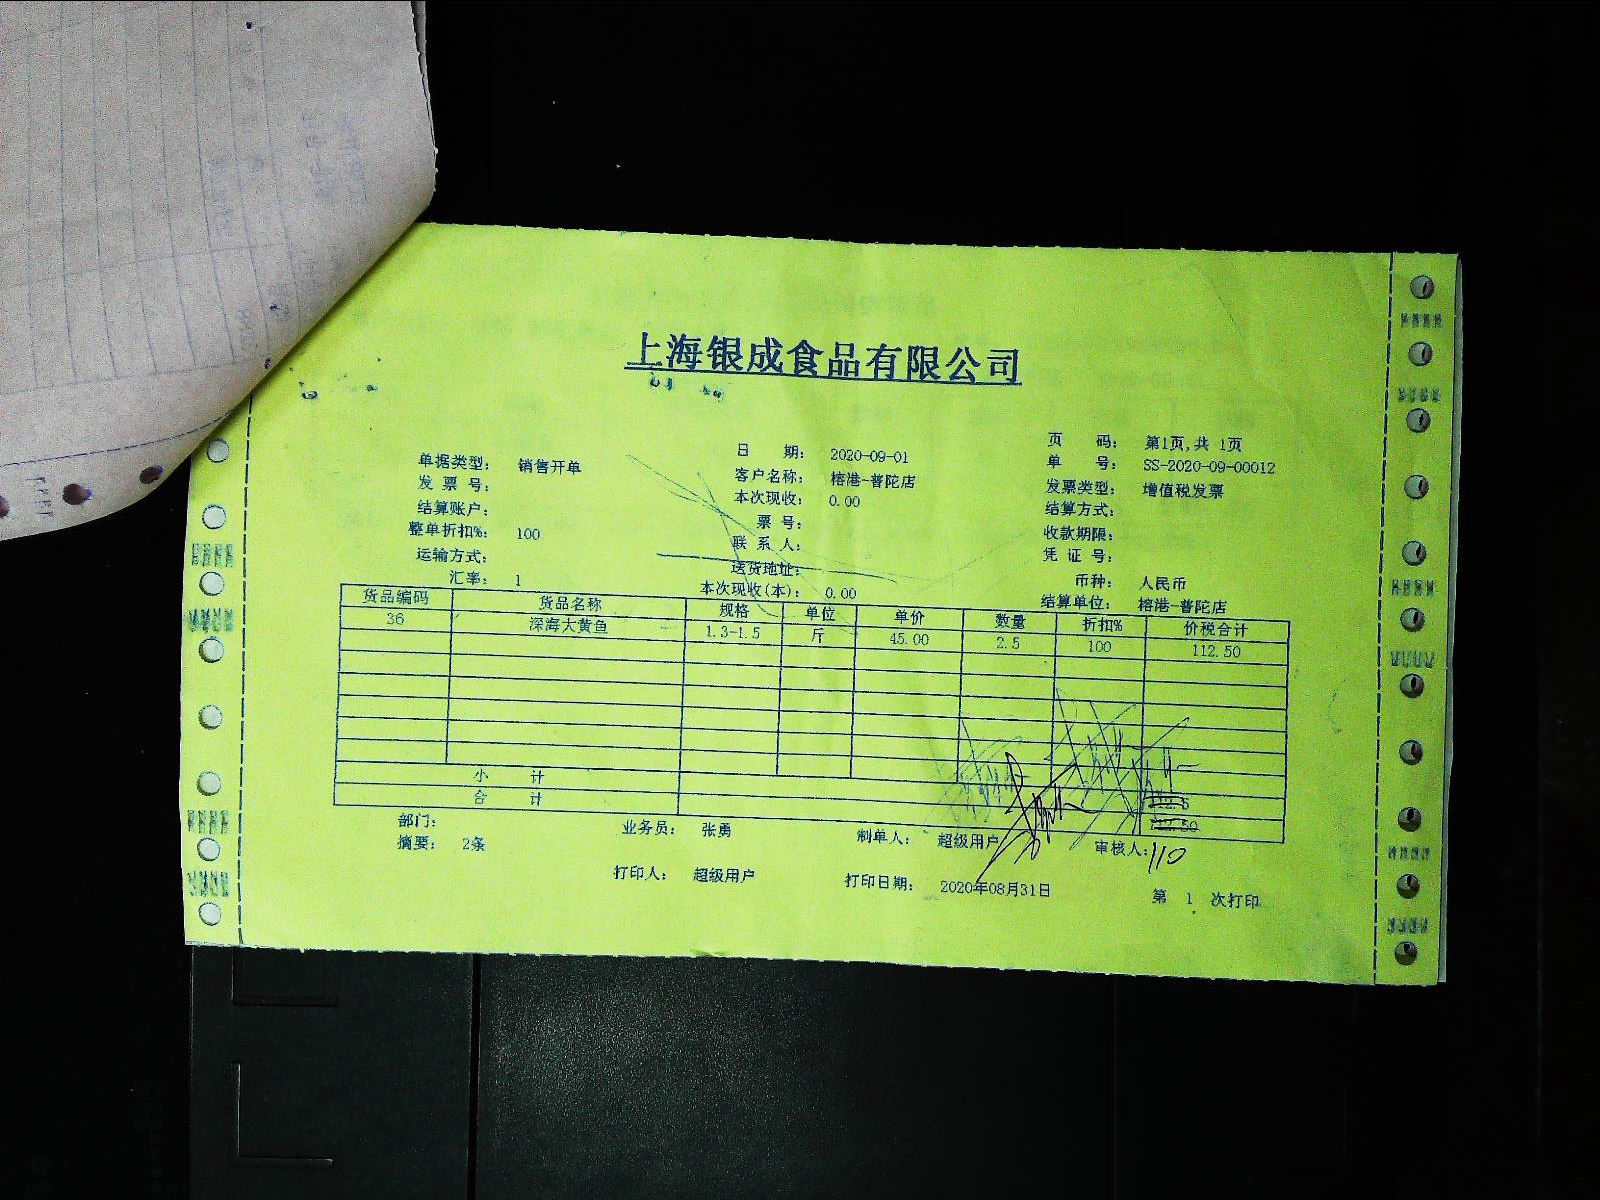 上海银成食品有限公司
单据类型： 销售开单 日 期： 2020-09-01 页 码： 第1页,共 1页
发 票 号： 客户名称： 榕港-普陀店 单 号： SS-2020-09-00012
结算账户： 本次现收： 0.00 发票类型： 增值税发票
整单折扣%： 100 票 号： 结算方式：
运输方式： 联 系 人： 收款期限：
汇率： 1 送货地址： 凭 证 号：
本次现收(本)： 0.00 币种： 人民币
结算单位： 榕港-普陀店
货品编码 货品名称 规格 单位 单价 数量 折扣% 价税合计
36 深海大黄鱼 1.3-1.5 斤 45.00 2.5 100 112.50
小 计 112.5
合 计 112.50
部门： 业务员： 张勇 制单人： 超级用户 审核人： 110
摘要： 2条
打印人： 超级用户 打印日期： 2020年08月31日 第 1 次打印